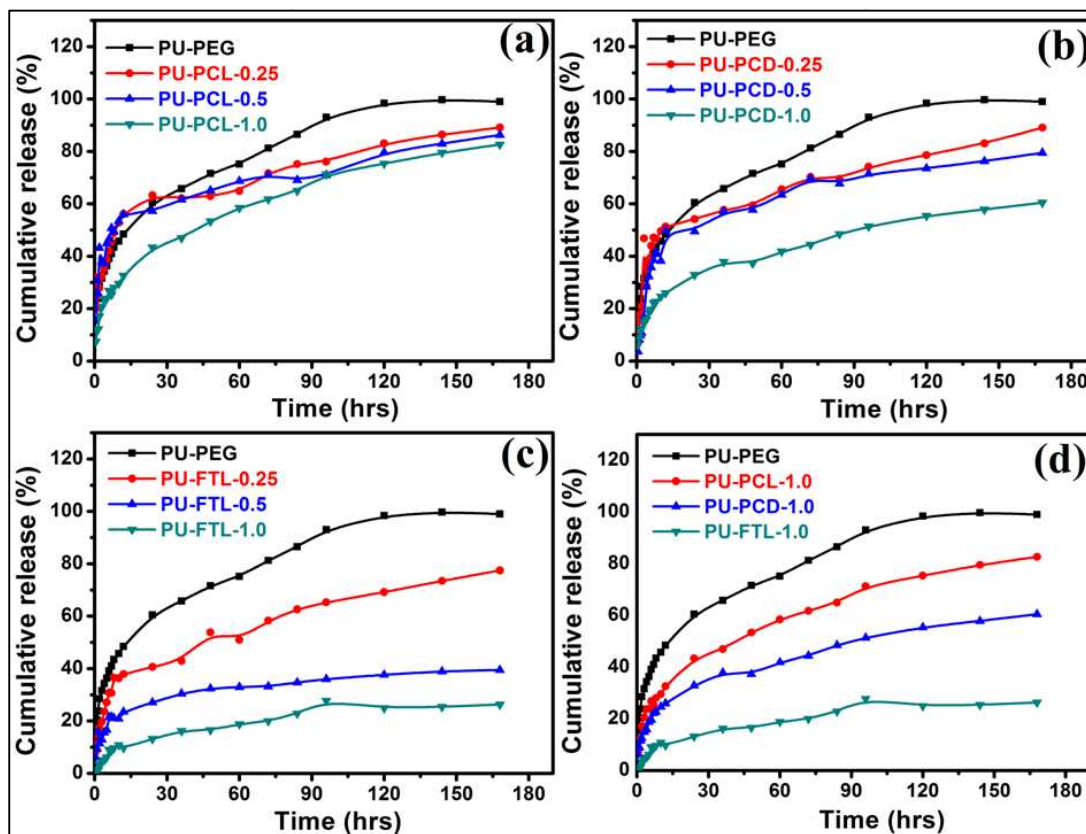 (a)
PU-PEG
PU-PCL-0.25
PU-PCL-0.5
PU-PCL-1.0
Cumulative release (%)
120
100
80
60
40
20
0
0 30 60 90 120 150 180
Time (hrs)
(b)
PU-PEG
PU-PCD-0.25
PU-PCD-0.5
PU-PCD-1.0
Cumulative release (%)
120
100
80
60
40
20
0
0 30 60 90 120 150 180
Time (hrs)
(c)
PU-PEG
PU-FTL-0.25
PU-FTL-0.5
PU-FTL-1.0
Cumulative release (%)
120
100
80
60
40
20
0
0 30 60 90 120 150 180
Time (hrs)
(d)
PU-PEG
PU-PCL-1.0
PU-PCD-1.0
PU-FTL-1.0
Cumulative release (%)
120
100
80
60
40
20
0
0 30 60 90 120 150 180
Time (hrs)